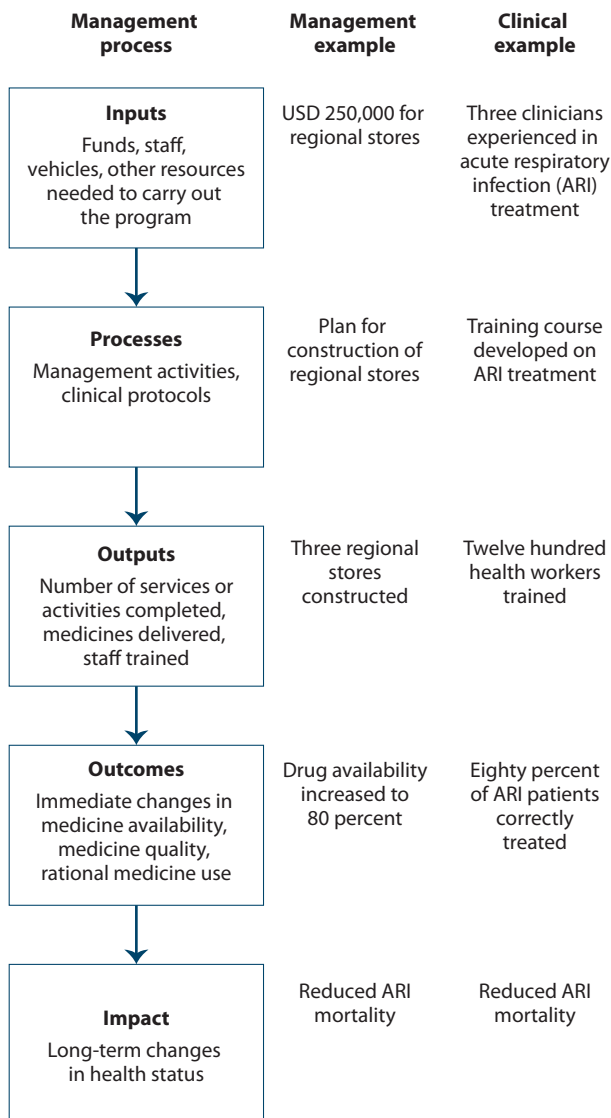 Management
process
Management
example
Clinical
example
Inputs
Funds, staff,
vehicles, other resources
needed to carry out
the program
USD 250,000 for
regional stores
Three clinicians
experienced in
acute respiratory
infection (ARI)
treatment
Processes
Management activities,
clinical protocols
Plan for
construction of
regional stores
Training course
developed on
ARI treatment
Outputs
Number of services or
activities completed,
medicines delivered,
staff trained
Three regional
stores
constructed
Twelve hundred
health workers
trained
Outcomes
Immediate changes in
medicine availability,
medicine quality,
rational medicine use
Drug availability
increased to
80 percent
Eighty percent
of ARI patients
correctly
treated
Impact
Long-term changes
in health status
Reduced ARI
mortality
Reduced ARI
mortality